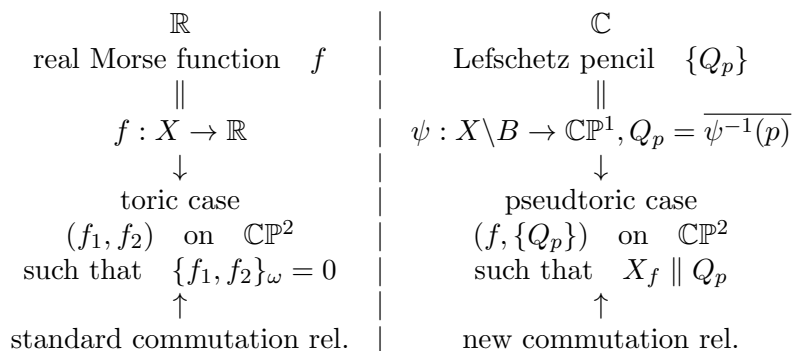 ℝ | ℂ
real Morse function f | Lefschetz pencil {Q_p}
∥ | ∥
f : X → ℝ | ψ : X\B → ℂℙ¹, Q_p = \overline{ψ⁻¹(p)}
↓ | ↓
toric case | pseudtoric case
(f₁, f₂) on ℂℙ² | (f, {Q_p}) on ℂℙ²
such that {f₁, f₂}_ω = 0 | such that X_f ∥ Q_p
↑ | ↑
standard commutation rel. | new commutation rel.